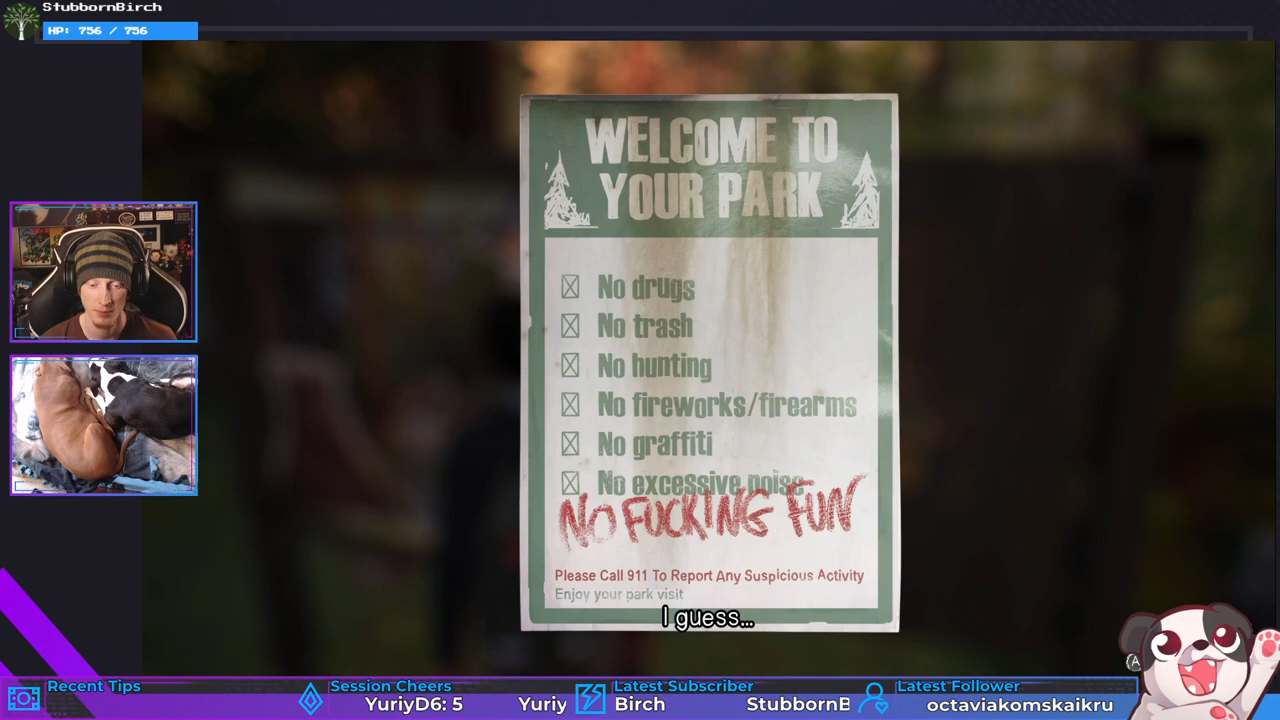 StubbornBirch
HP: 756 / 756
WELCOME TO
YOUR PARK
No drugs
No trash
No hunting
No fireworks/firearms
No graffiti
No excessive noise
NO FUCKING FUN
Please Call 911 To Report Any Suspicious Activity
Enjoy your park visit
I guess...
(A
Recent Tips
Session Cheers
Latest Subscriber
Latest Follower
YuriyD6: 5
Yuriy
Birch
StubbornB
octaviakomskaikru